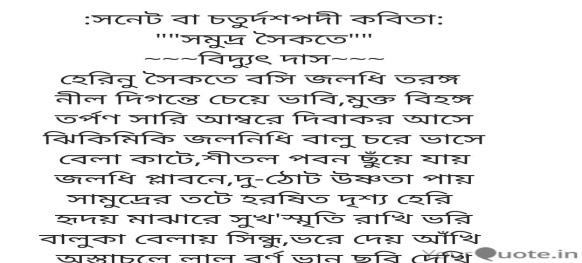 :সনেট বা চতুর্দশপদী কবিতা:
""সমুদ্র সৈকতে""
~~~বিদ্যুৎ দাস~~~
হেরিনু সৈকতে বসি জলধি তরঙ্গ
নীল দিগন্তে চেয়ে ভাবি,মুক্ত বিহঙ্গ
তর্পণ সারি আম্বরে দিবাকর আসে
ঝিকিমিকি জলনিধি বালু চরে ভাসে
বেলা কাটে,শীতল পবন ছুঁয়ে যায়
জলধি প্লাবনে,দু-ঠোট উষ্ণতা পায়
সামুদ্রের তটে হরষিত দৃশ্য হেরি
হৃদয় মাঝারে সুখ'স্মৃতি রাখি ভরি
বালুকা বেলায় সিন্ধু,ভরে দেয় আঁখি
অস্তাচলে লাল বর্ণ ভানু ছবি দেখি
YourQuote.in